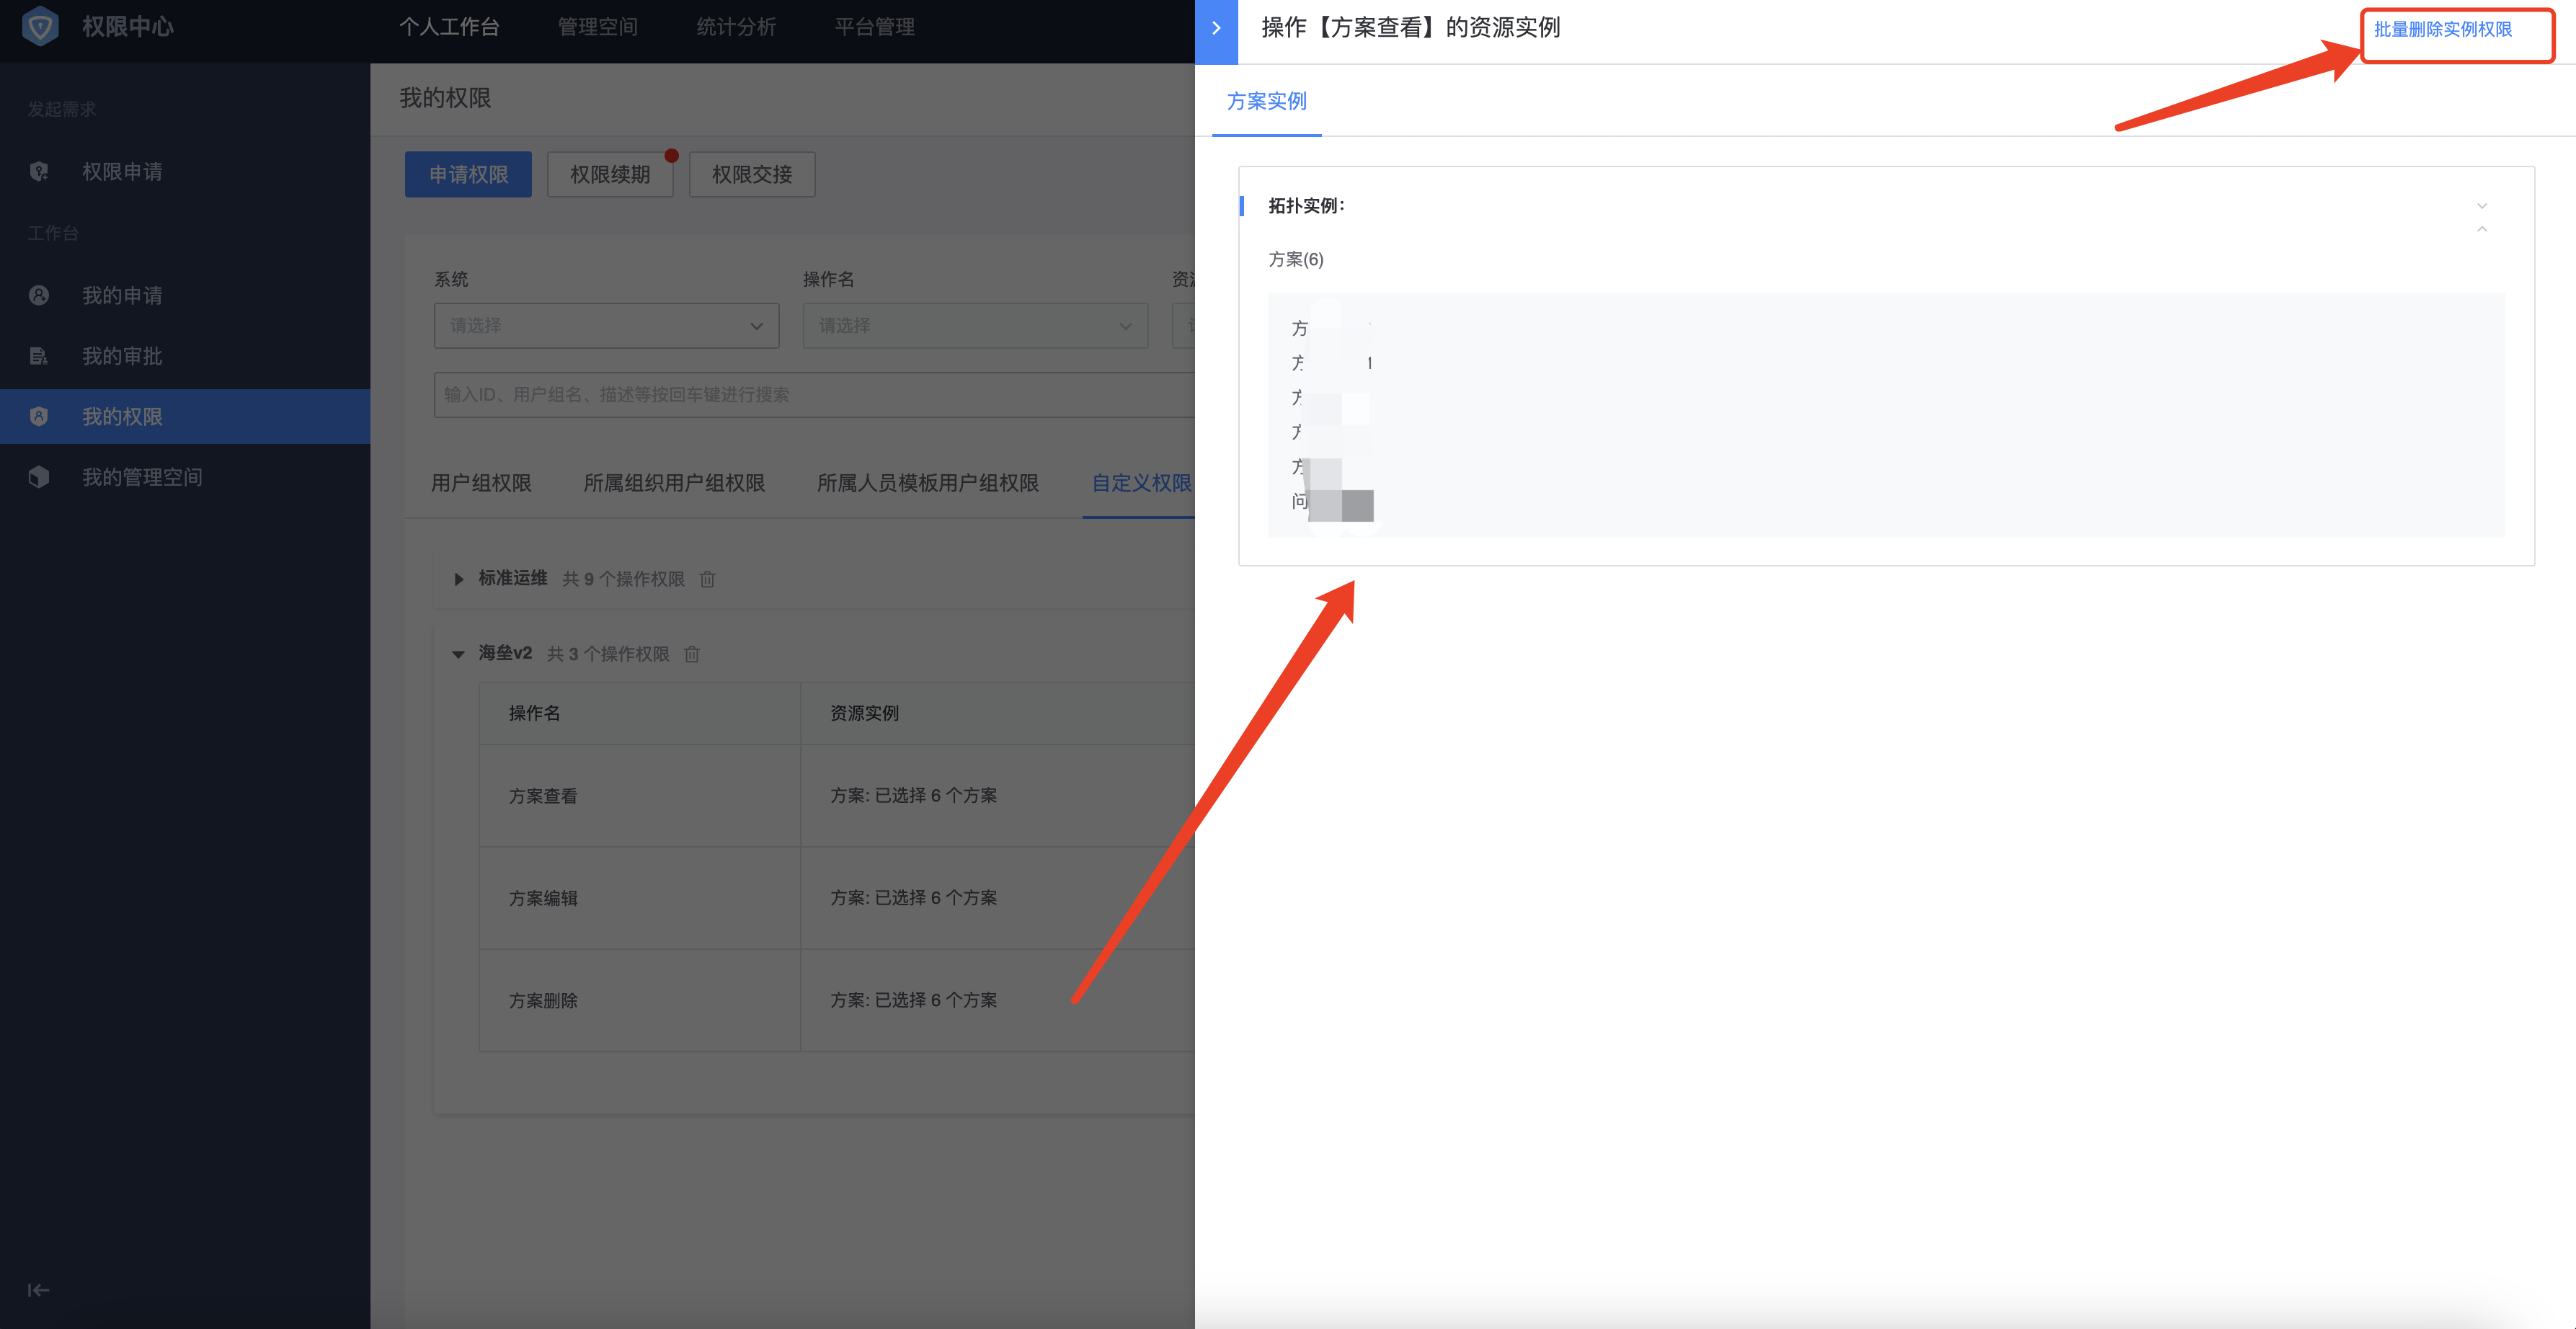 权限中心
个人工作台 管理空间 统计分析 平台管理
发起需求
权限申请
工作台
我的申请
我的审批
我的权限
我的管理空间
我的权限
申请权限 权限续期 权限交接
系统 操作名
请选择 请选择
输入ID、用户组名、描述等按回车键进行搜索
用户组权限 所属组织用户组权限 所属人员模板用户组权限 自定义权限
标准运维 共 9 个操作权限
海垒v2 共 3 个操作权限
操作名 资源实例
方案查看 方案: 已选择 6 个方案
方案编辑 方案: 已选择 6 个方案
方案删除 方案: 已选择 6 个方案
操作【方案查看】的资源实例
批量删除实例权限
方案实例
拓扑实例：
方案(6)
方
方
方
方
方
问